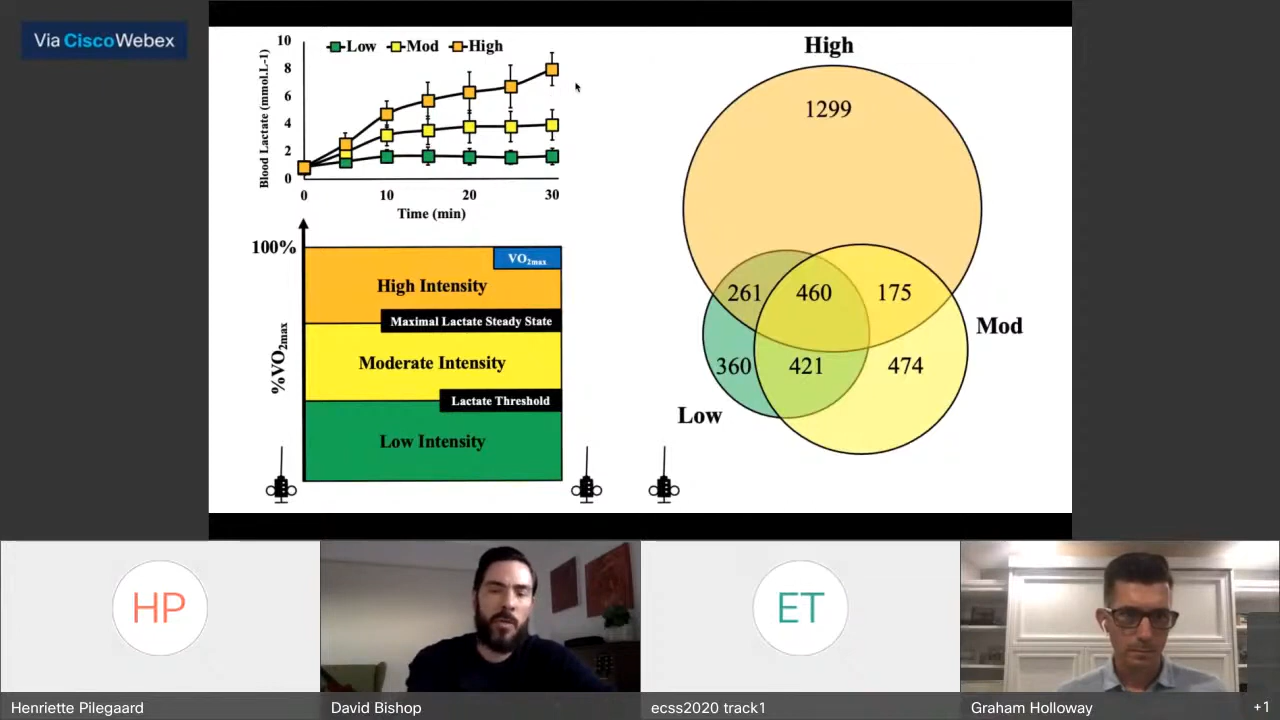 Via Cisco Webex
Low Mod High
Blood Lactate (mmol.L-1)
10
8
6
4
2
0
0 10 20 30
Time (min)
100%
%VO2max
VO2max
High Intensity
Maximal Lactate Steady State
Moderate Intensity
Lactate Threshold
Low Intensity
High
1299
261 460 175
Mod
360 421 474
Low
HP
ET
Henriette Pilegaard
David Bishop
ecss2020 track1
Graham Holloway
+1